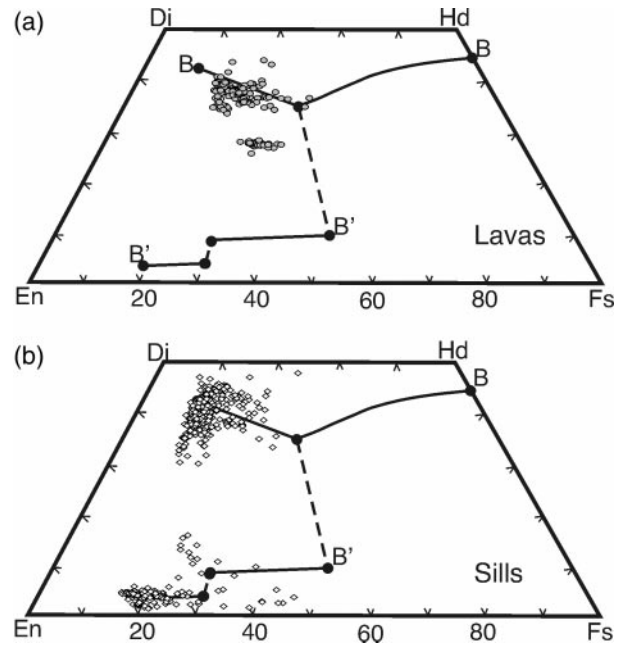 (a) Di Hd
B B
B' B' Lavas
En 20 40 60 80 Fs
(b) Di Hd
B
B' Sills
En 20 40 60 80 Fs